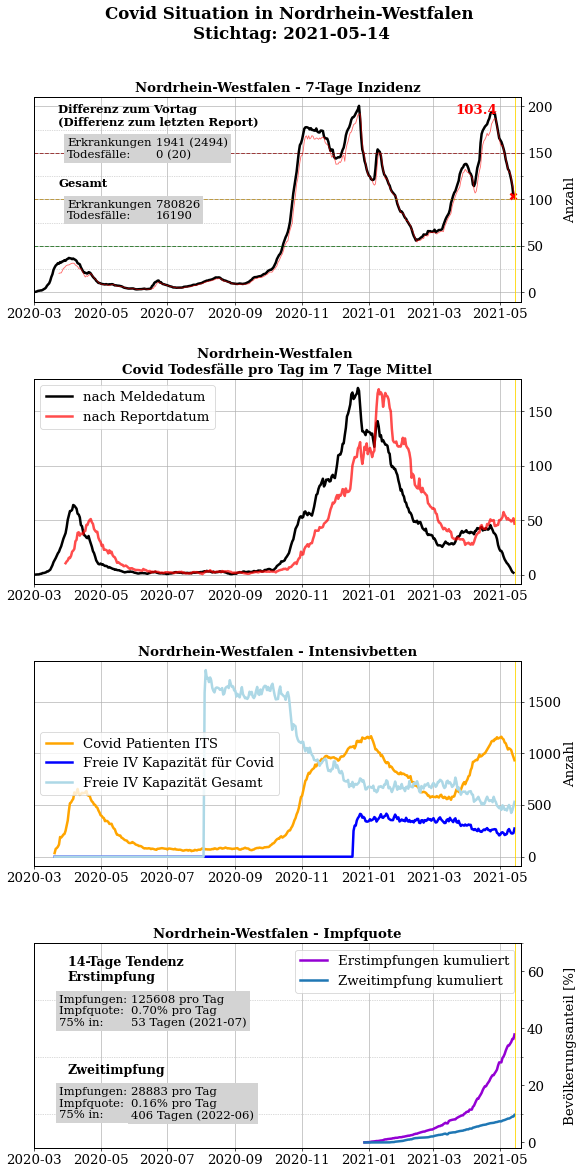 Covid Situation in Nordrhein-Westfalen
Stichtag: 2021-05-14
Nordrhein-Westfalen - 7-Tage Inzidenz
Differenz zum Vortag
(Differenz zum letzten Report)
Erkrankungen 1941 (2494)
Todesfälle: 0 (20)
Gesamt
Erkrankungen 780826
Todesfälle: 16190
103.4
200
150
100
50
0
Anzahl
2020-03 2020-05 2020-07 2020-09 2020-11 2021-01 2021-03 2021-05
Nordrhein-Westfalen
Covid Todesfälle pro Tag im 7 Tage Mittel
nach Meldedatum
nach Reportdatum
150
100
50
0
2020-03 2020-05 2020-07 2020-09 2020-11 2021-01 2021-03 2021-05
Nordrhein-Westfalen - Intensivbetten
Covid Patienten ITS
Freie IV Kapazität für Covid
Freie IV Kapazität Gesamt
1500
1000
500
0
Anzahl
2020-03 2020-05 2020-07 2020-09 2020-11 2021-01 2021-03 2021-05
Nordrhein-Westfalen - Impfquote
14-Tage Tendenz
Erstimpfung
Impfungen: 125608 pro Tag
Impfquote: 0.70% pro Tag
75% in: 53 Tagen (2021-07)
Zweitimpfung
Impfungen: 28883 pro Tag
Impfquote: 0.16% pro Tag
75% in: 406 Tagen (2022-06)
Erstimpfungen kumuliert
Zweitimpfung kumuliert
60
40
20
0
Bevölkerungsanteil [%]
2020-03 2020-05 2020-07 2020-09 2020-11 2021-01 2021-03 2021-05